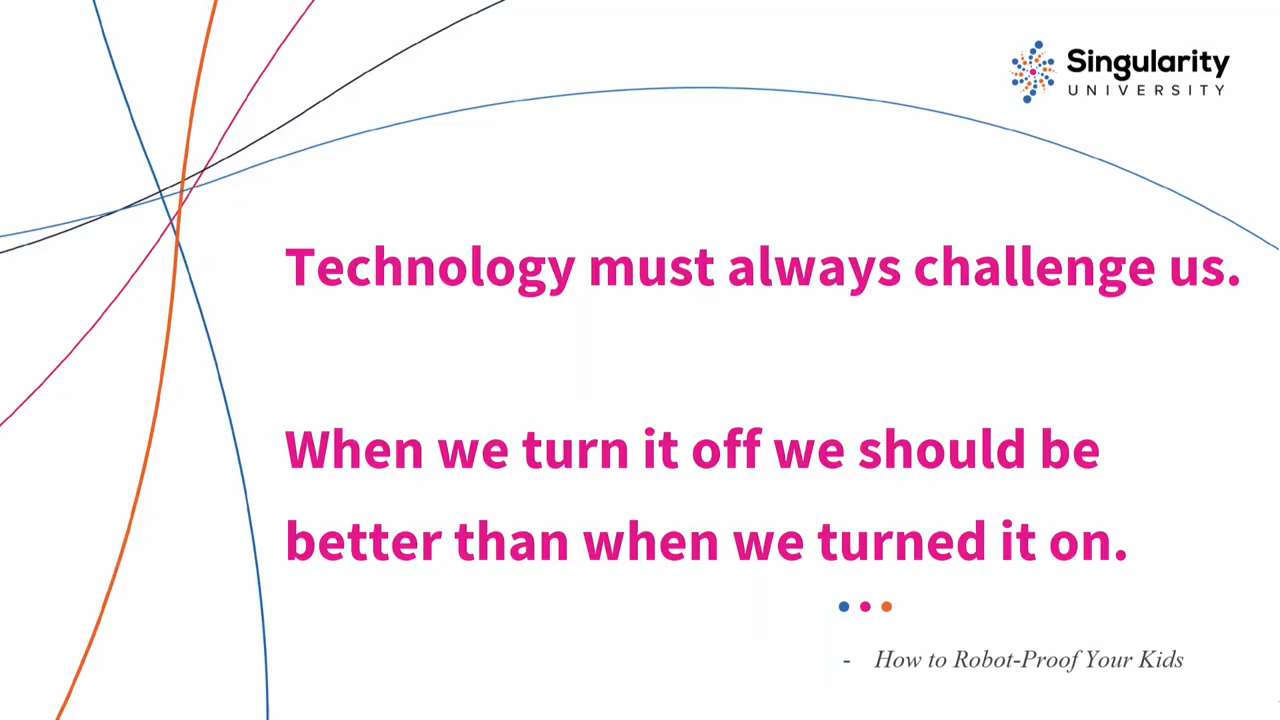 Singularity
UNIVERSITY
Technology must always challenge us.
When we turn it off we should be
better than when we turned it on.
- How to Robot-Proof Your Kids